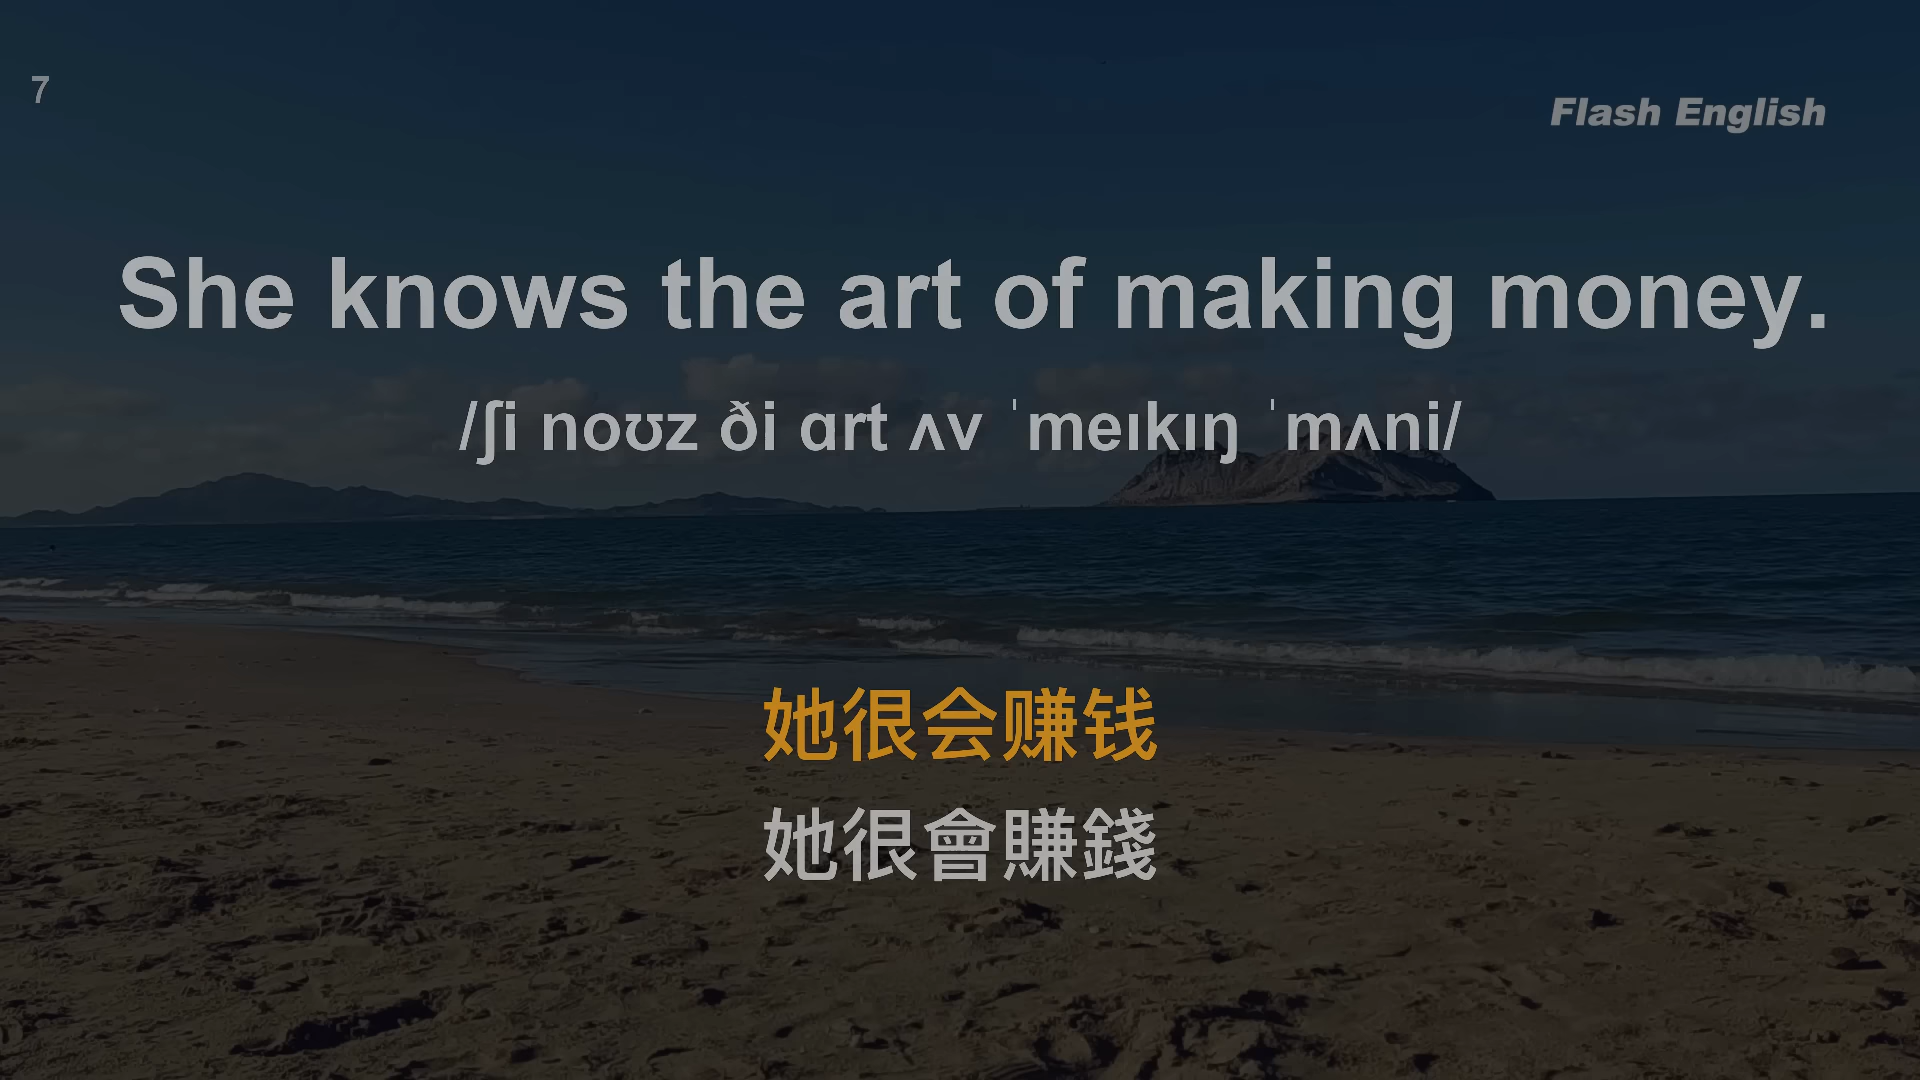 7
Flash English
She knows the art of making money.
/ʃi noʊz ði ɑrt ʌv ˈmeɪkɪŋ ˈmʌni/
她很会赚钱
她很會賺錢